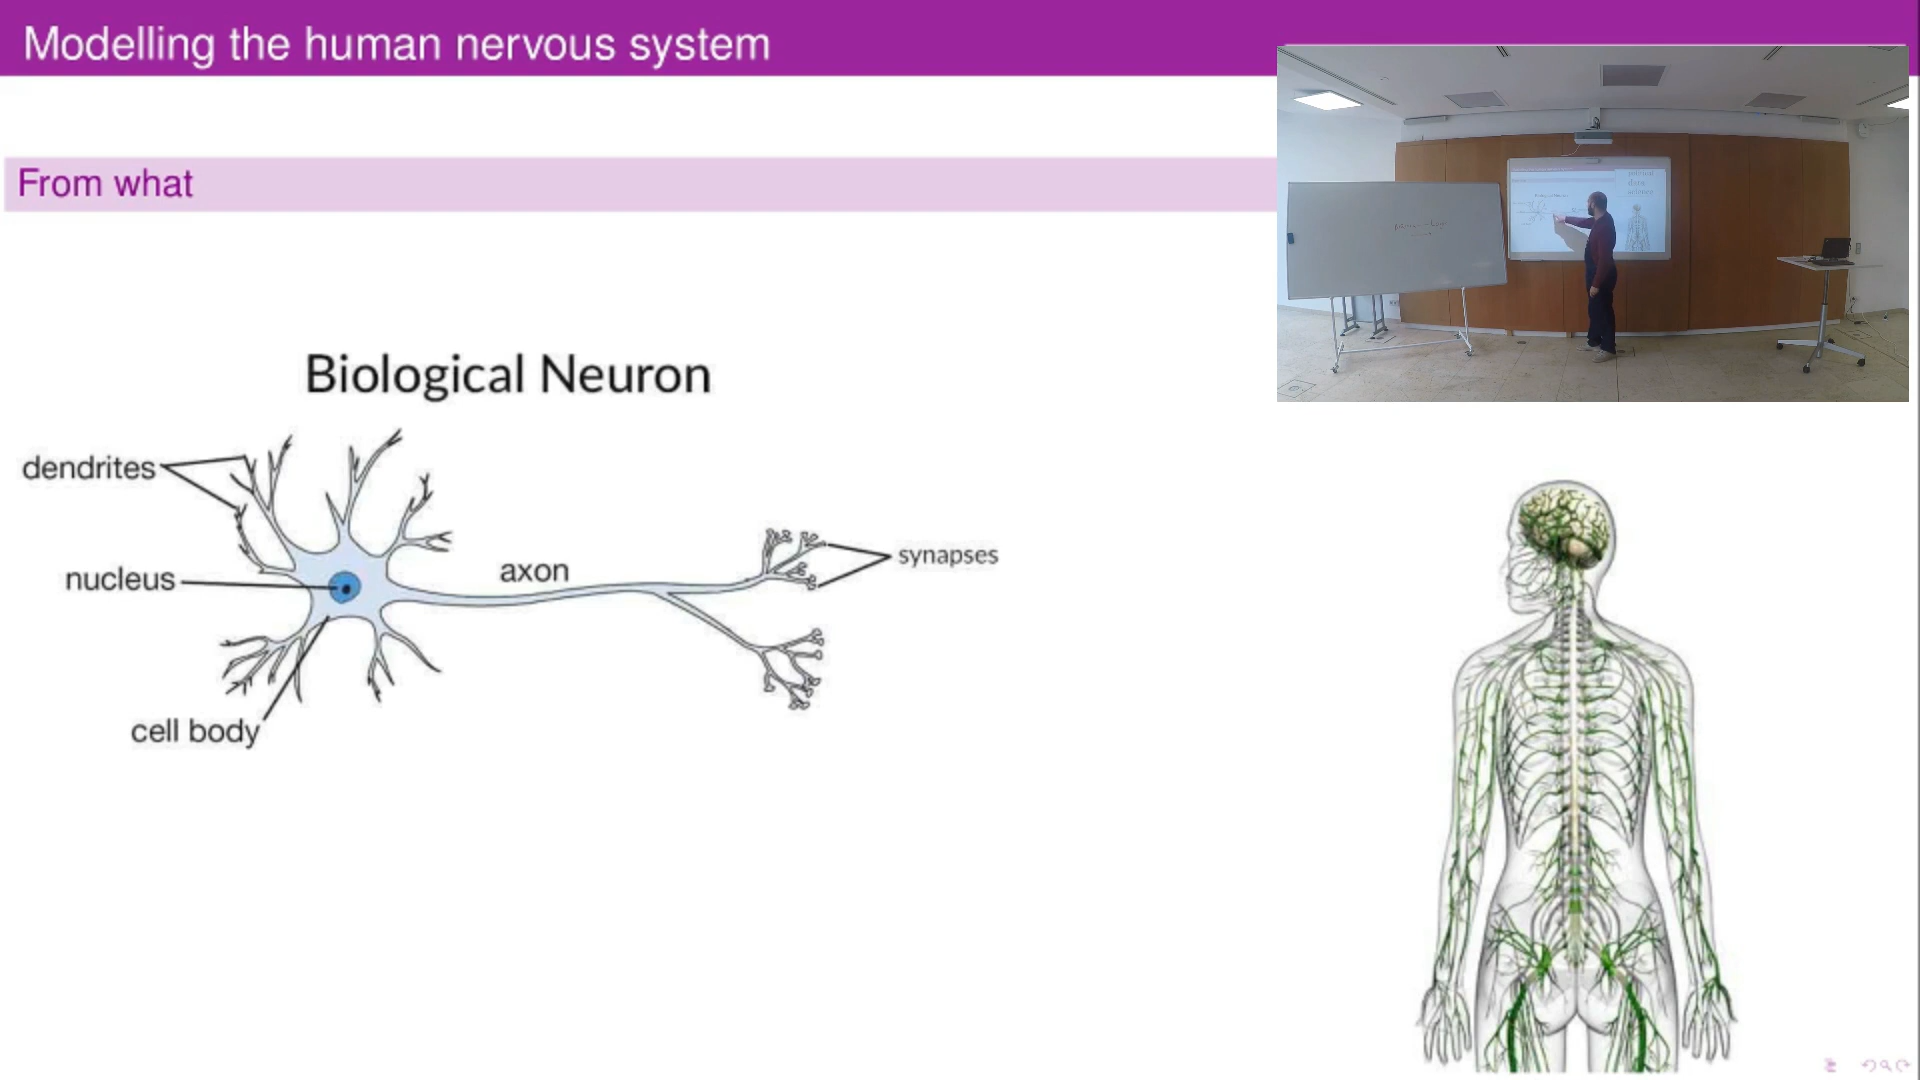 Modelling the human nervous system
From what
Biological Neuron
dendrites
nucleus
axon
synapses
cell body